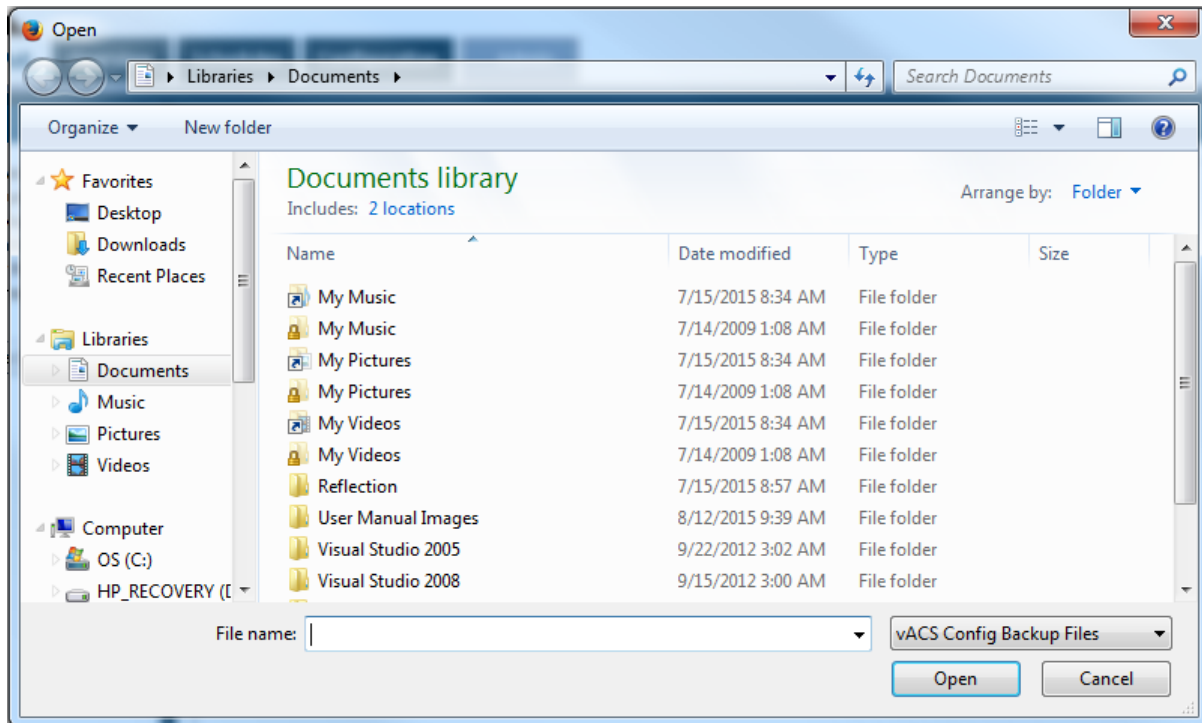 Open
Libraries Documents
Search Documents
Organize New folder
Favorites
Desktop
Downloads
Recent Places
Libraries
Documents
Music
Pictures
Videos
Computer
OS (C:)
HP_RECOVERY (D
Documents library
Includes: 2 locations
Arrange by: Folder
Name Date modified Type Size
My Music 7/15/2015 8:34 AM File folder
My Music 7/14/2009 1:08 AM File folder
My Pictures 7/15/2015 8:34 AM File folder
My Pictures 7/14/2009 1:08 AM File folder
My Videos 7/15/2015 8:34 AM File folder
My Videos 7/14/2009 1:08 AM File folder
Reflection 7/15/2015 8:57 AM File folder
User Manual Images 8/12/2015 9:39 AM File folder
Visual Studio 2005 9/22/2012 3:02 AM File folder
Visual Studio 2008 9/15/2012 3:00 AM File folder
File name: vACS Config Backup Files
Open Cancel